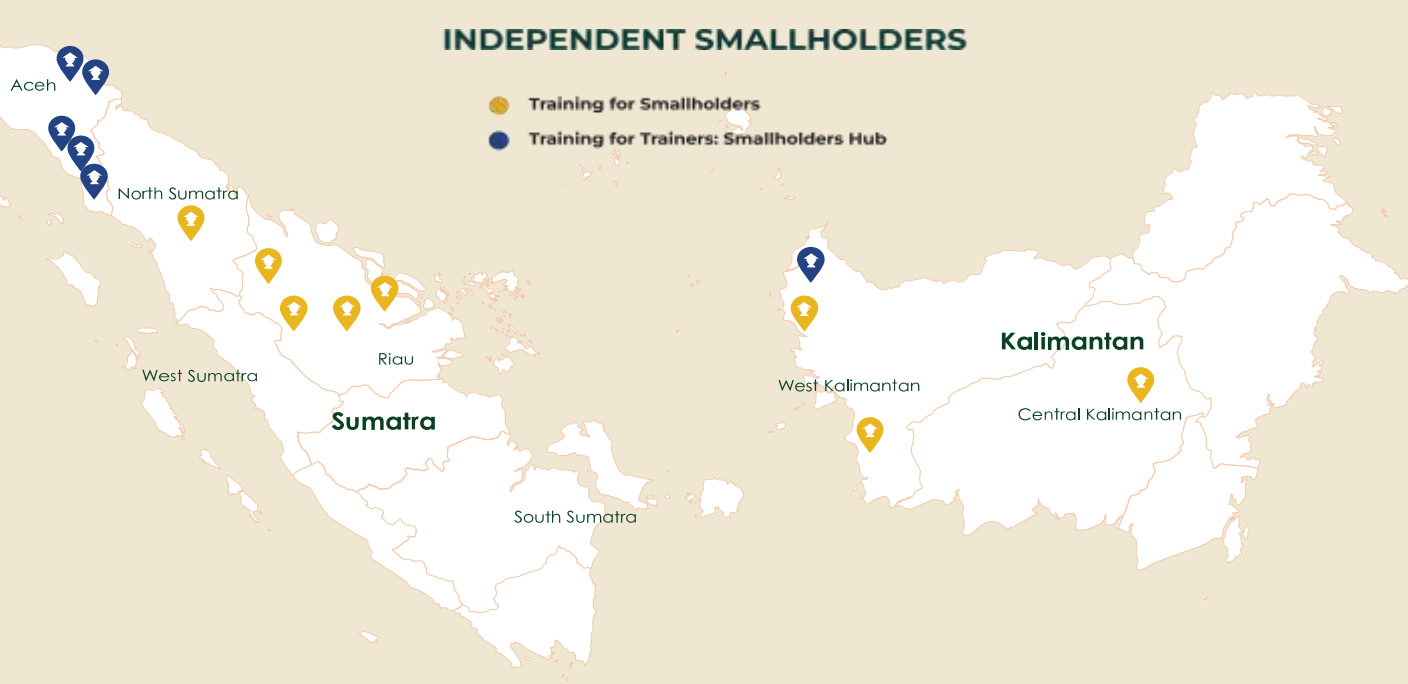 INDEPENDENT SMALLHOLDERS
Training for Smallholders
Training for Trainers: Smallholders Hub
Aceh
North Sumatra
Riau
West Sumatra
Sumatra
South Sumatra
Kalimantan
West Kalimantan
Central Kalimantan